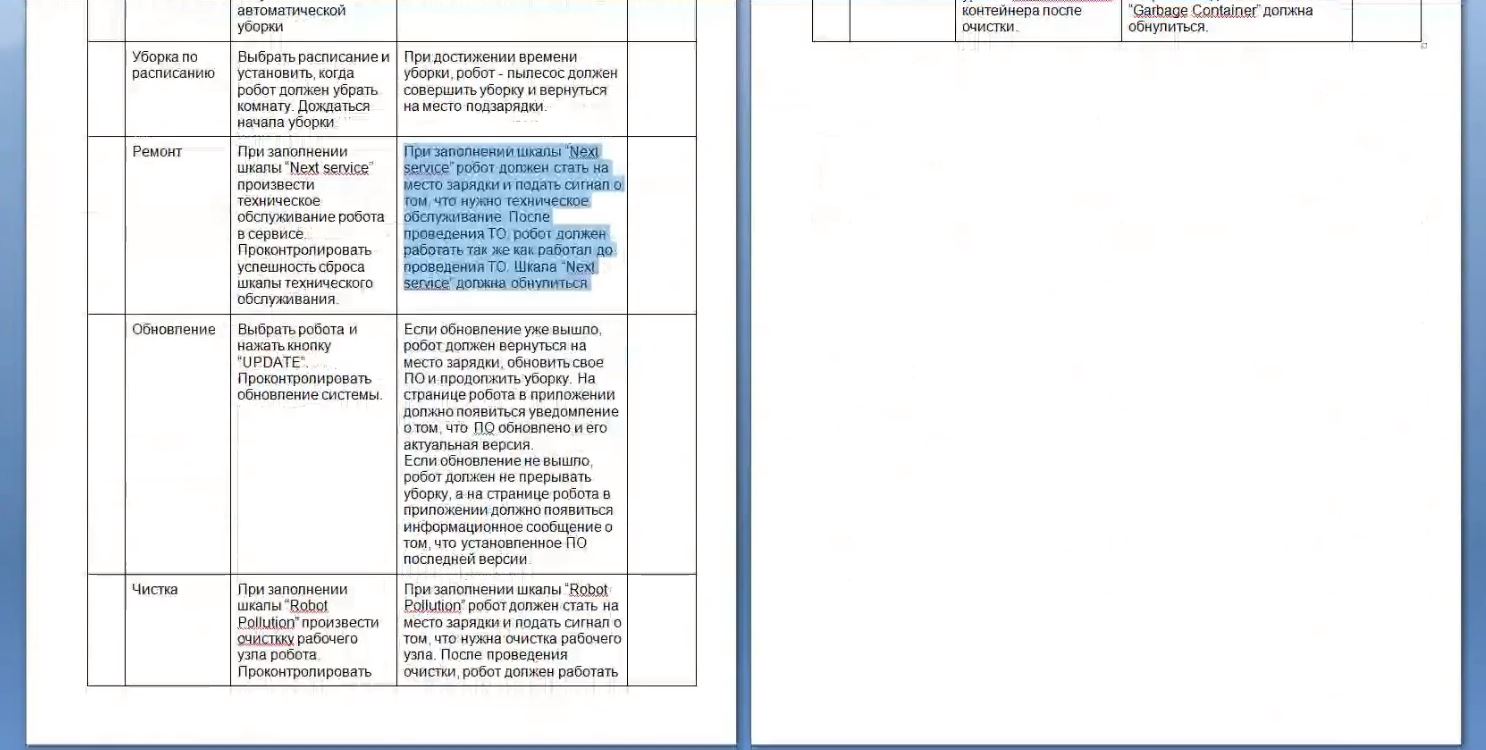 автоматической
уборки
Уборка по
расписанию
Выбрать расписание и
установить, когда
робот должен убрать
комнату. Дождаться
начала уборки.
При достижении времени
уборки, робот - пылесос должен
совершить уборку и вернуться
на место подзарядки.
Ремонт
При заполнении
шкалы “Next service”
произвести
техническое
обслуживание робота
в сервисе.
Проконтролировать
успешность сброса
шкалы технического
обслуживания.
При заполнении шкалы “Next
service” робот должен стать на
место зарядки и подать сигнал о
том, что нужно техническое
обслуживание. После
проведения ТО, робот должен
работать так же как работал до
проведения ТО. Шкала “Next
service” должна обнулиться
Обновление
Выбрать робота и
нажать кнопку
“UPDATE”.
Проконтролировать
обновление системы.
Если обновление уже вышло,
робот должен вернуться на
место зарядки, обновить свое
ПО и продолжить уборку. На
странице робота в приложении
должно появиться уведомление
о том, что ПО обновлено и его
актуальная версия.
Если обновление не вышло,
робот должен не прерывать
уборку, а на странице робота в
приложении должно появиться
информационное сообщение о
том, что установленное ПО
последней версии.
Чистка
При заполнении
шкалы “Robot
Pollution” произвести
очисткку рабочего
узла робота.
Проконтролировать
При заполнении шкалы “Robot
Pollution” робот должен стать на
место зарядки и подать сигнал о
том, что нужна очистка рабочего
узла. После проведения
очистки, робот должен работать
контейнера после
очистки.
“Garbage Container” должна
обнулиться.